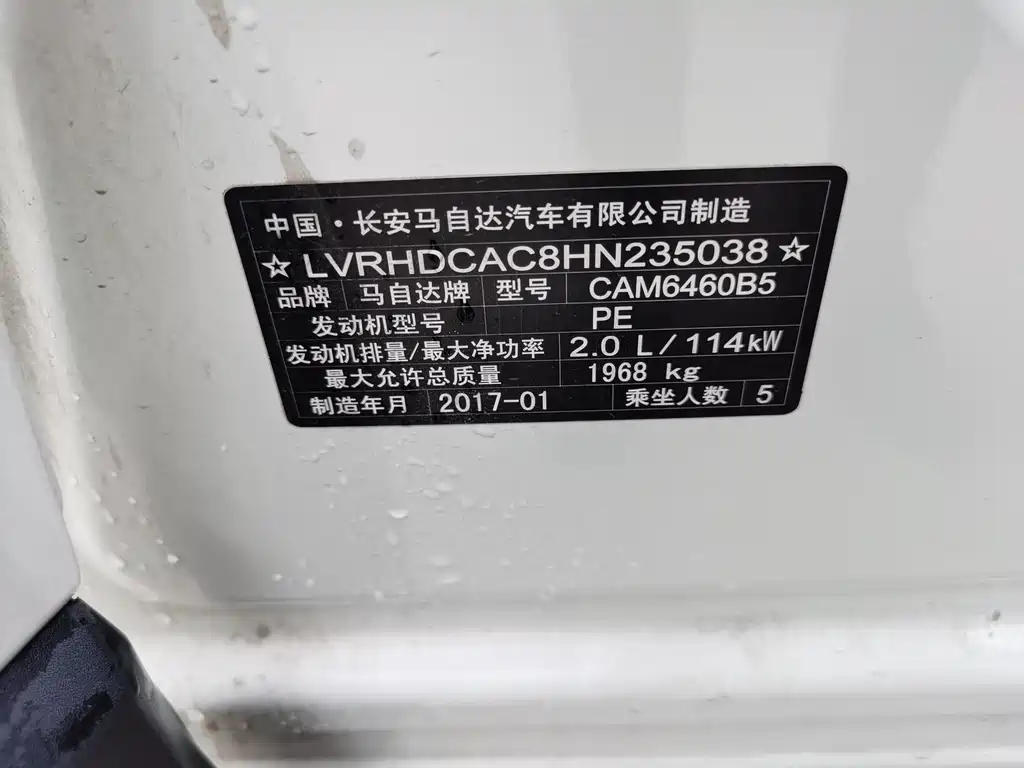 中国·长安马自达汽车有限公司制造
☆LVRHDCAC8HN235038☆
品牌 马自达牌 型号 CAM6460B5
发动机型号 PE
发动机排量/最大净功率 2.0 L/114kW
最大允许总质量 1968 kg
制造年月 2017-01 乘坐人数 5